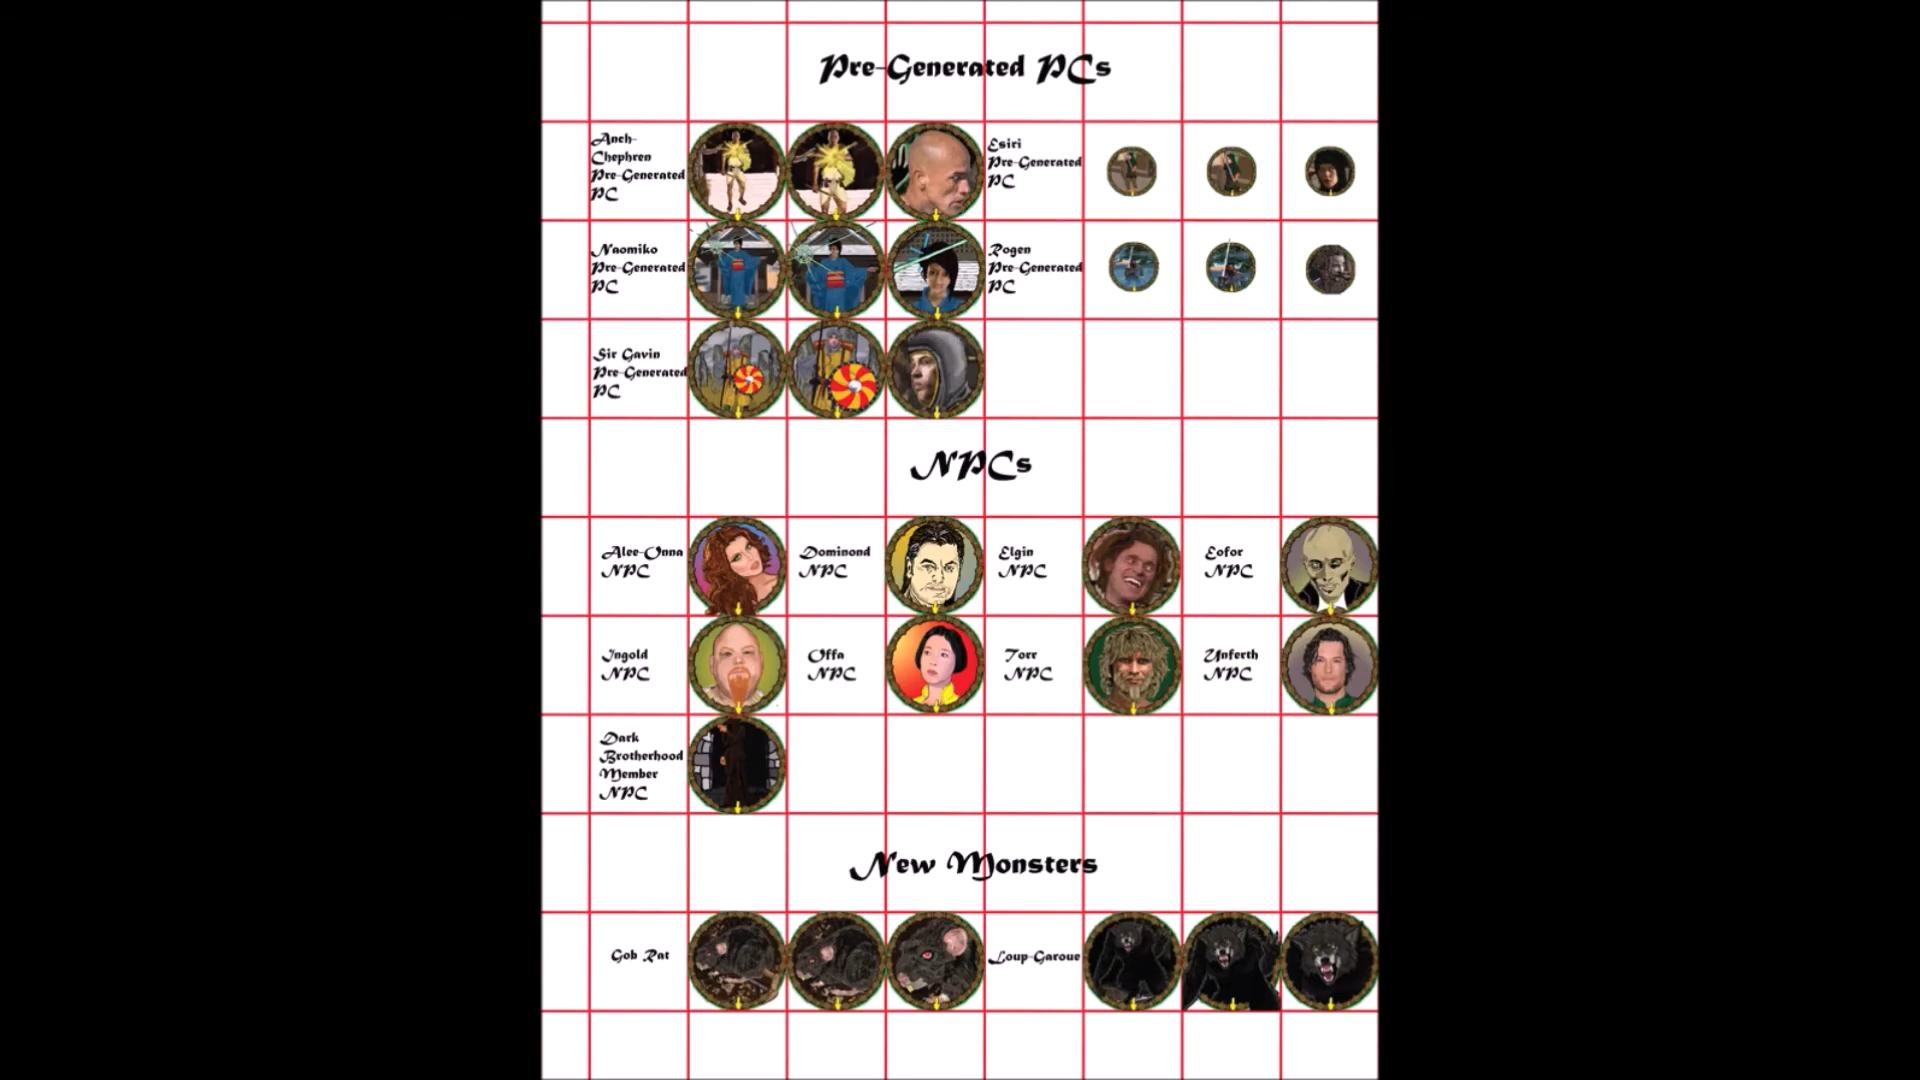 Pre-Generated PCs
Anch-
Chephren
Pre-Generated
PC
Esiri
Pre-Generated
PC
Naomiko
Pre-Generated
PC
Rogen
Pre-Generated
PC
Sir Gavin
Pre-Generated
PC
NPCs
Alee-Onna
NPC
Dominond
NPC
Elgin
NPC
Eofor
NPC
Ingold
NPC
Offa
NPC
Torr
NPC
Unferth
NPC
Dark
Brotherhood
Member
NPC
New Monsters
Gob Rat
Loup-Garoue